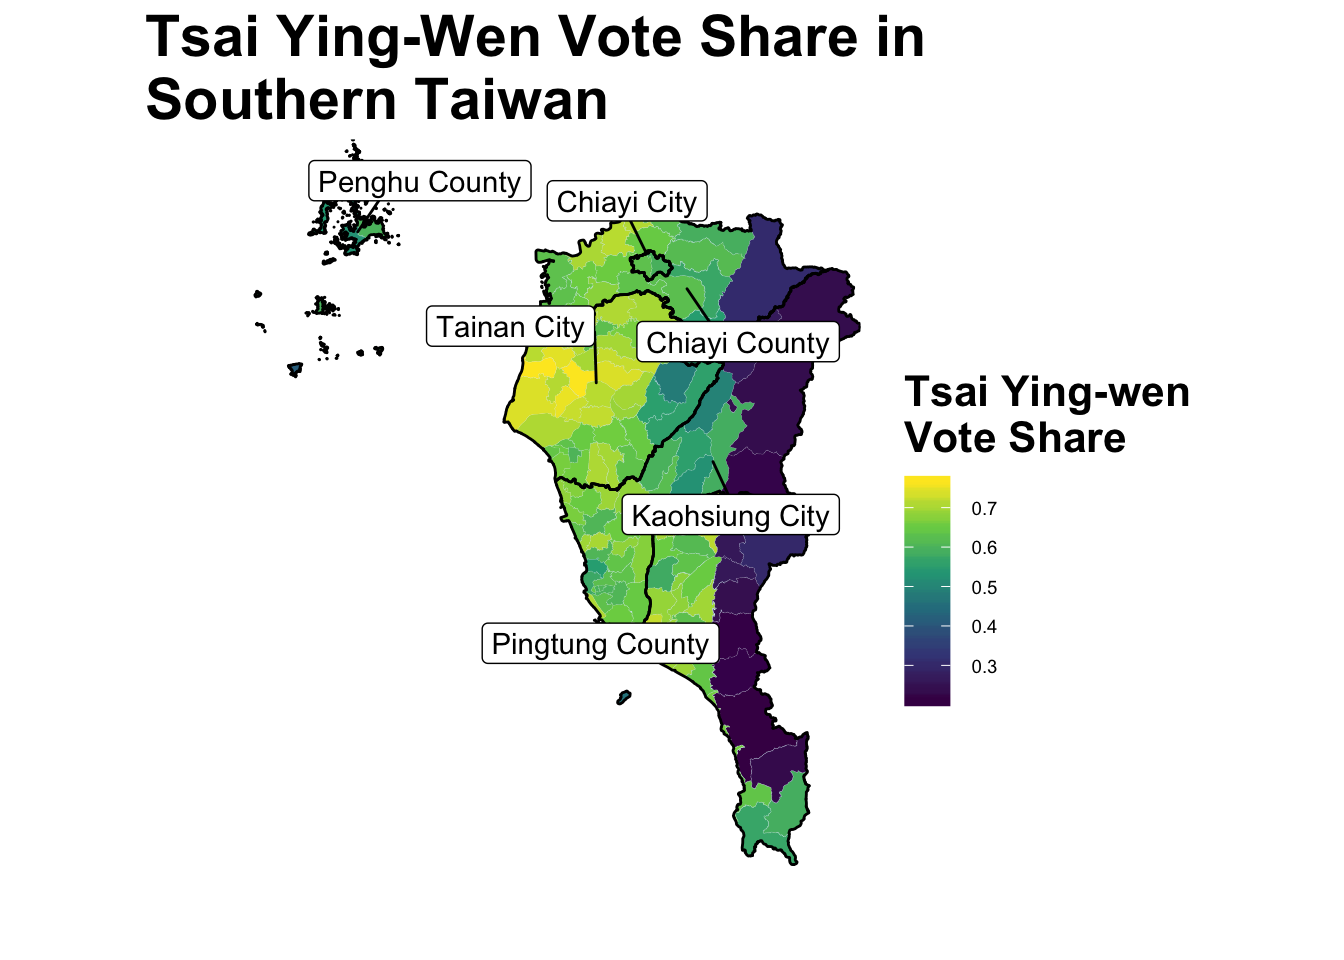 Tsai Ying-Wen Vote Share in
Southern Taiwan
Penghu County
Chiayi City
Tainan City
Chiayi County
Kaohsiung City
Pingtung County
Tsai Ying-wen
Vote Share
0.7
0.6
0.5
0.4
0.3